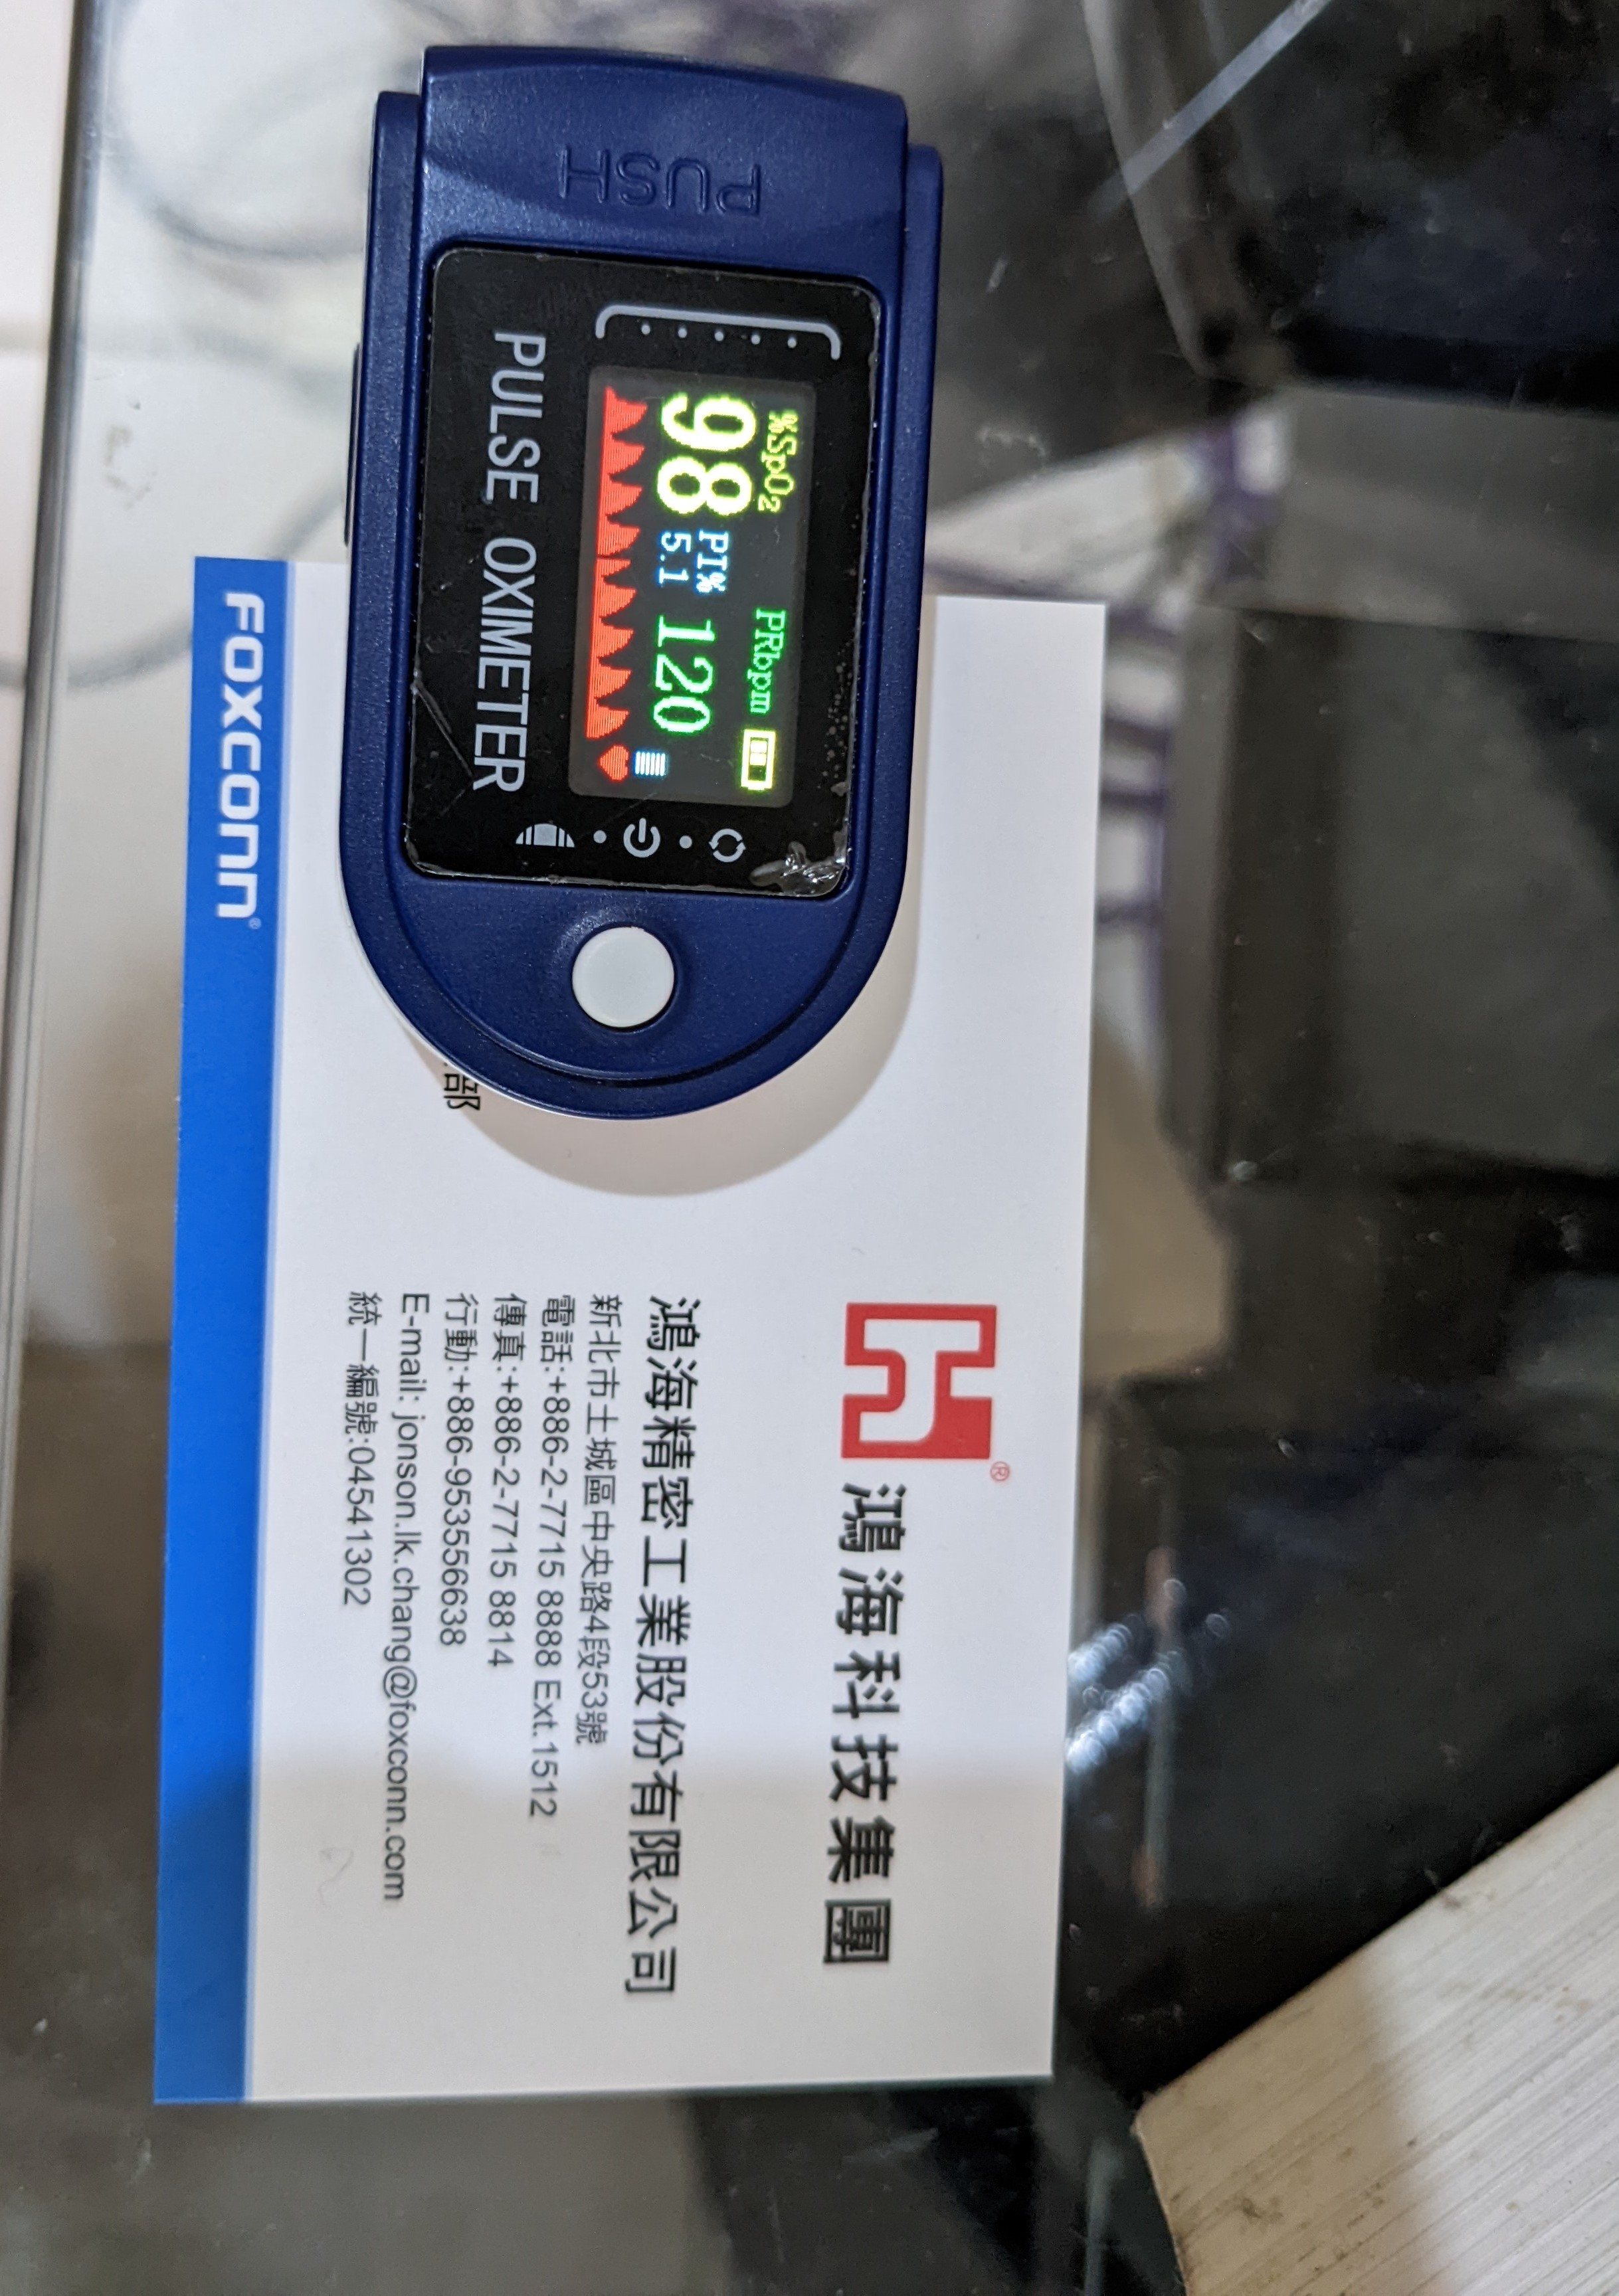 PUSH
%SpO₂
PRbpm
98
PI%
5.1
120
PULSE OXIMETER
鴻海科技集團
鴻海精密工業股份有限公司
新北市土城區中央路4段53號
電話:+886-2-7715 8888 Ext.1512
傳真:+886-2-7715 8814
行動:+886-953556638
E-mail: jonson.lk.chang@foxconn.com
統一編號:04541302
部
FOXCONN®